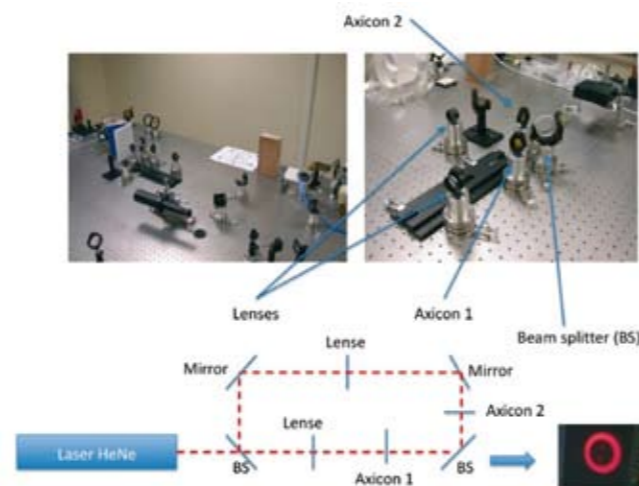 Axicon 2
Lenses
Axicon 1
Beam splitter (BS)
Mirror
Lense
Mirror
Axicon 2
Lense
Laser HeNe
BS
Axicon 1
BS